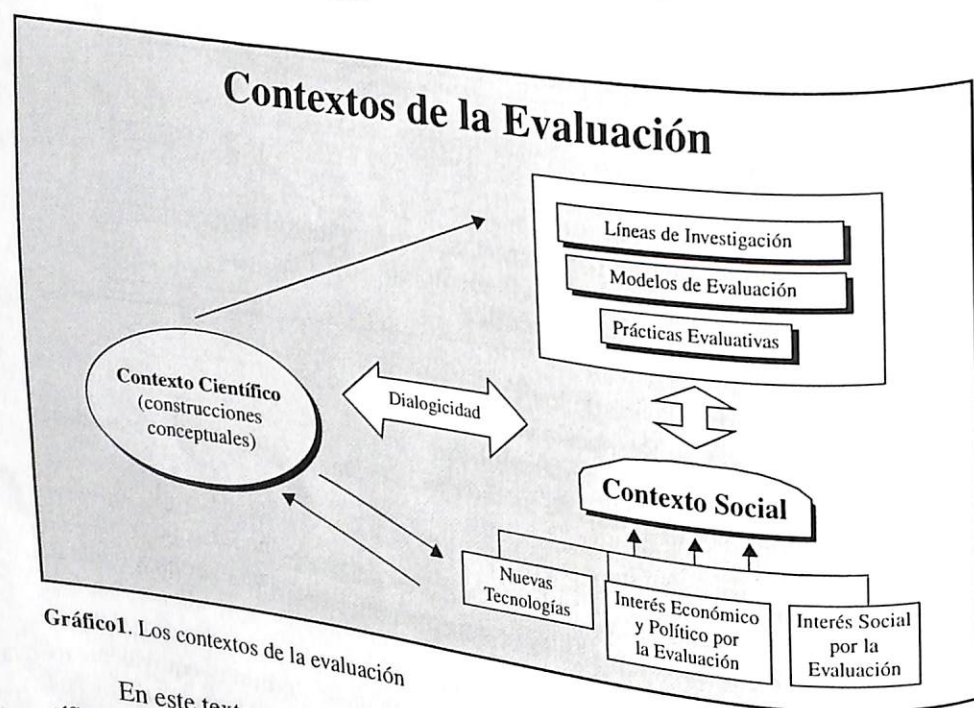 Contextos de la Evaluación
Líneas de Investigación
Modelos de Evaluación
Prácticas Evaluativas
Contexto Científico
(construcciones
conceptuales)
Dialogicidad
Contexto Social
Nuevas
Tecnologías
Interés Económico
y Político por
la Evaluación
Interés Social
por la
Evaluación
Gráfico1. Los contextos de la evaluación
En este